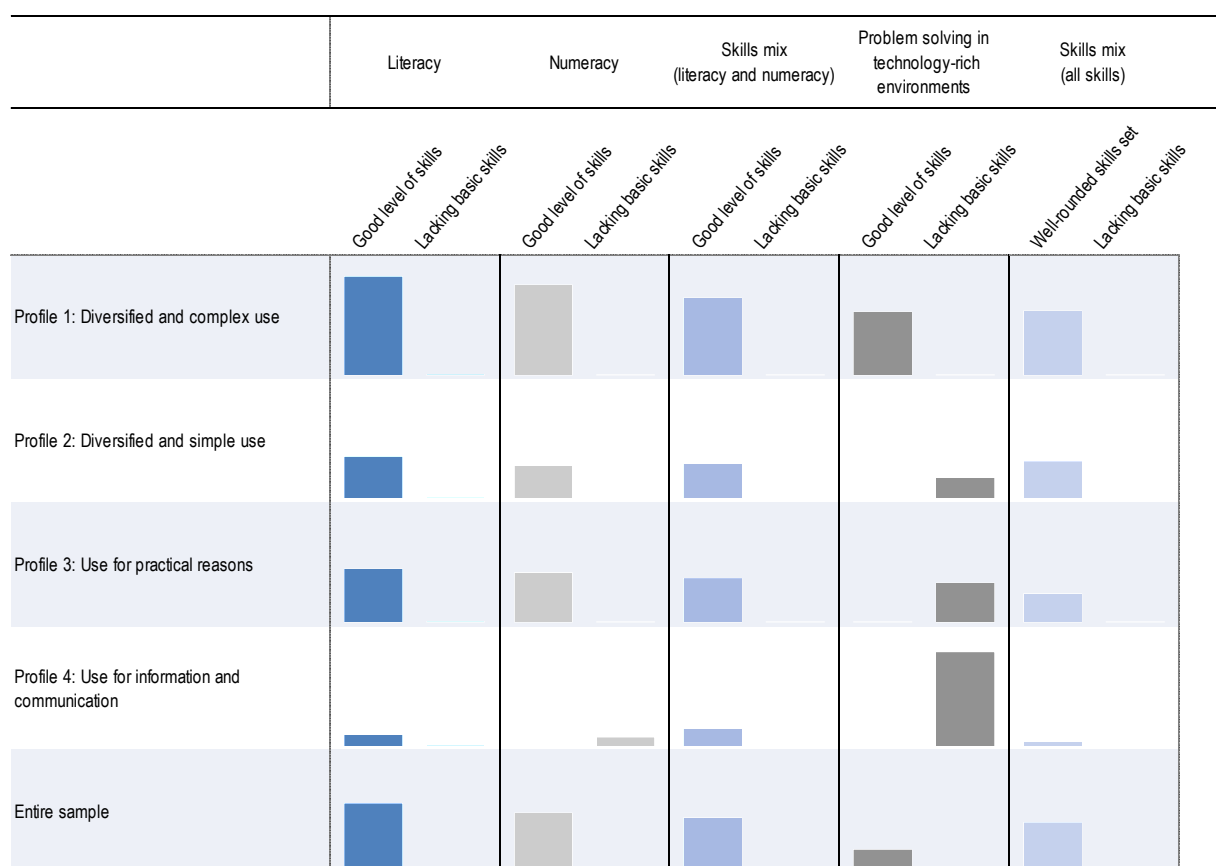 Literacy
Numeracy
Skills mix
(literacy and numeracy)
Problem solving in
technology-rich
environments
Skills mix
(all skills)
Good level of skills
Lacking basic skills
Good level of skills
Lacking basic skills
Good level of skills
Lacking basic skills
Good level of skills
Lacking basic skills
Well-rounded skills set
Lacking basic skills
Profile 1: Diversified and complex use
Profile 2: Diversified and simple use
Profile 3: Use for practical reasons
Profile 4: Use for information and
communication
Entire sample